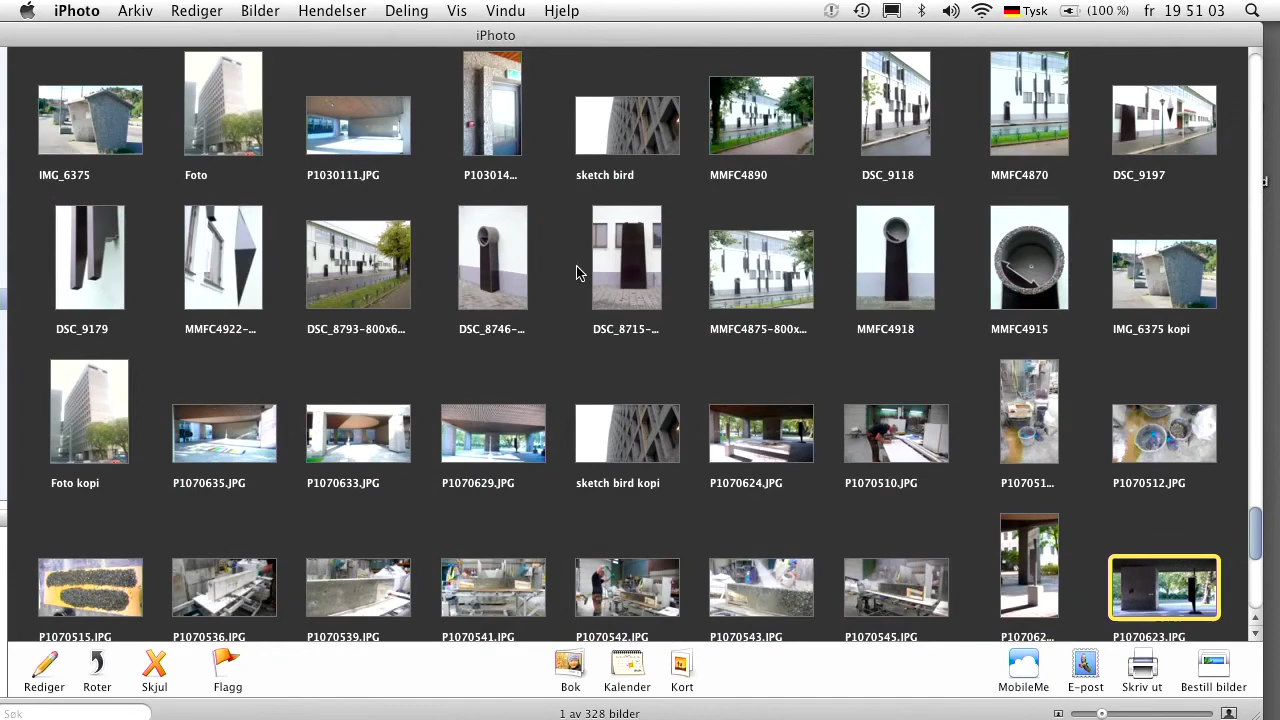 iPhoto Arkiv Rediger Bilder Hendelser Deling Vis Vindu Hjelp Tysk (100 %) fr 19 51 03
iPhoto
IMG_6375 Foto P1030111.JPG P103014... sketch bird MMFC4890 DSC_9118 MMFC4870 DSC_9197
DSC_9179 MMFC4922-... DSC_8793-800x6... DSC_8746-... DSC_8715-... MMFC4875-800x... MMFC4918 MMFC4915 IMG_6375 kopi
Foto kopi P1070635.JPG P1070633.JPG P1070629.JPG sketch bird kopi P1070624.JPG P1070510.JPG P107051... P1070512.JPG
P1070515.JPG P1070536.JPG P1070539.JPG P1070541.JPG P1070542.JPG P1070543.JPG P1070545.JPG P107062... P1070623.JPG
Rediger Roter Skjul Flagg Bok Kalender Kort MobileMe E-post Skriv ut Bestill bilder
Søk 1 av 328 bilder